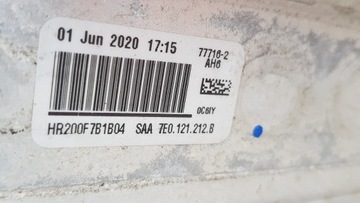 01 Jun 2020 17:15
77716-2
AH6
0C6IY
HR200F7B1B04 SAA 7E0.121.212.B